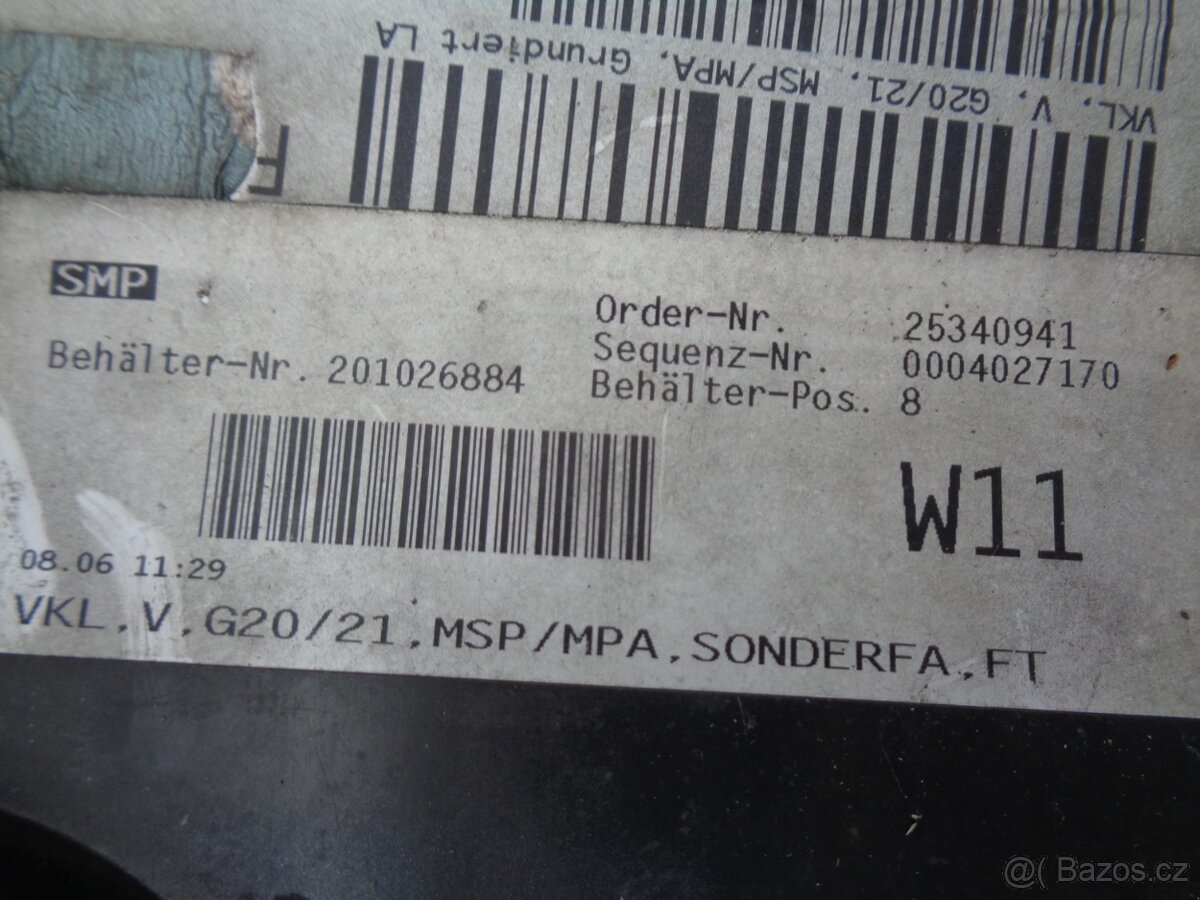 VKL, V, G20/21, MSP/MPA, Grundiert LA
F
SMP
Order-Nr. 25340941
Sequenz-Nr. 0004027170
Behälter-Nr. 201026884
Behälter-Pos. 8
W11
08.06 11:29
VKL,V,G20/21,MSP/MPA,SONDERFA,FT
@( Bazos.cz